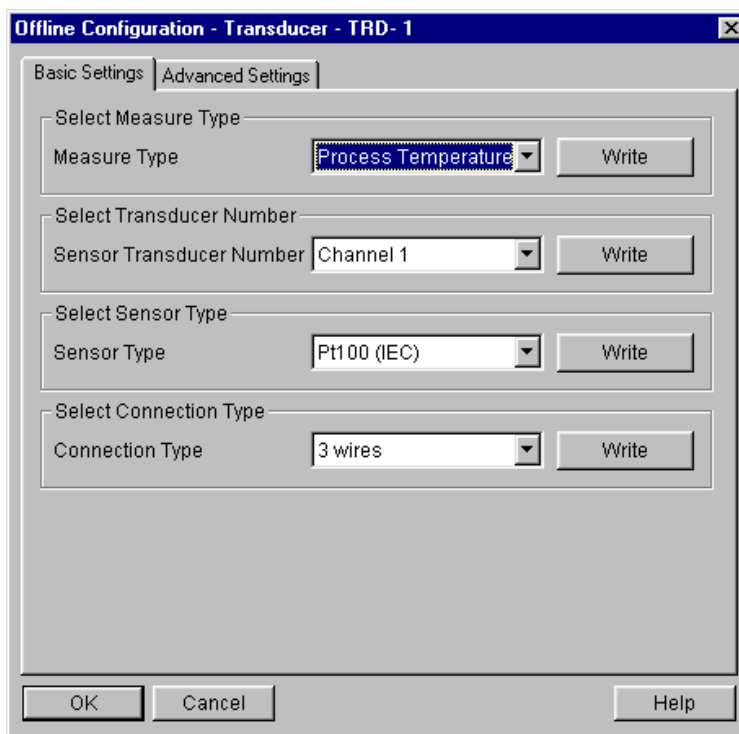 Offline Configuration - Transducer - TRD- 1
Basic Settings Advanced Settings
Select Measure Type
Measure Type Process Temperature Write
Select Transducer Number
Sensor Transducer Number Channel 1 Write
Select Sensor Type
Sensor Type Pt100 (IEC) Write
Select Connection Type
Connection Type 3 wires Write
OK Cancel Help